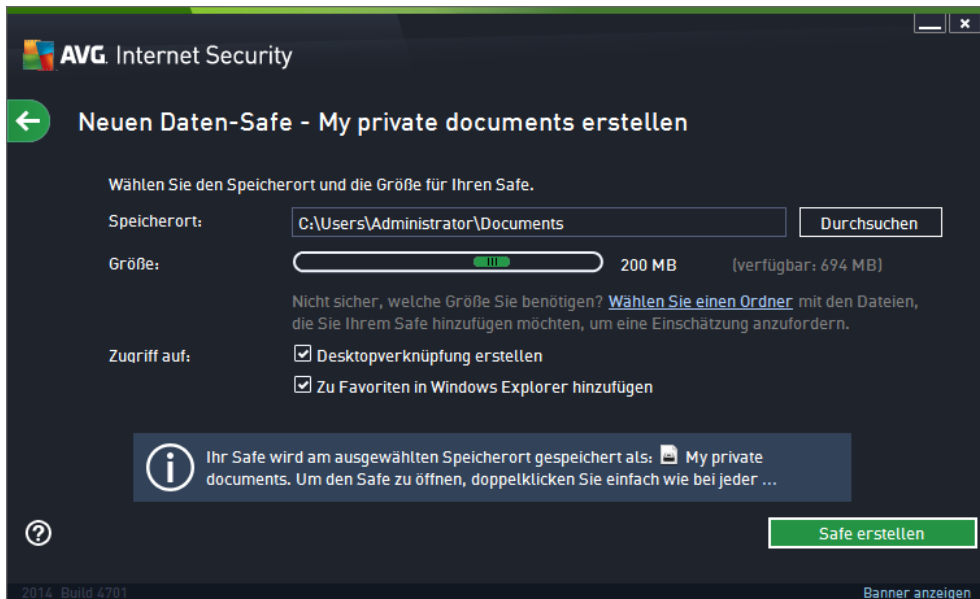 AVG. Internet Security
Neuen Daten-Safe - My private documents erstellen
Wählen Sie den Speicherort und die Größe für Ihren Safe.
Speicherort:
C:\Users\Administrator\Documents
Durchsuchen
Größe:
200 MB
(verfügbar: 694 MB)
Nicht sicher, welche Größe Sie benötigen? Wählen Sie einen Ordner mit den Dateien,
die Sie Ihrem Safe hinzufügen möchten, um eine Einschätzung anzufordern.
Zugriff auf:
Desktopverknüpfung erstellen
Zu Favoriten in Windows Explorer hinzufügen
Ihr Safe wird am ausgewählten Speicherort gespeichert als: My private
documents. Um den Safe zu öffnen, doppelklicken Sie einfach wie bei jeder ...
Safe erstellen
2014 Build 4701
Banner anzeigen